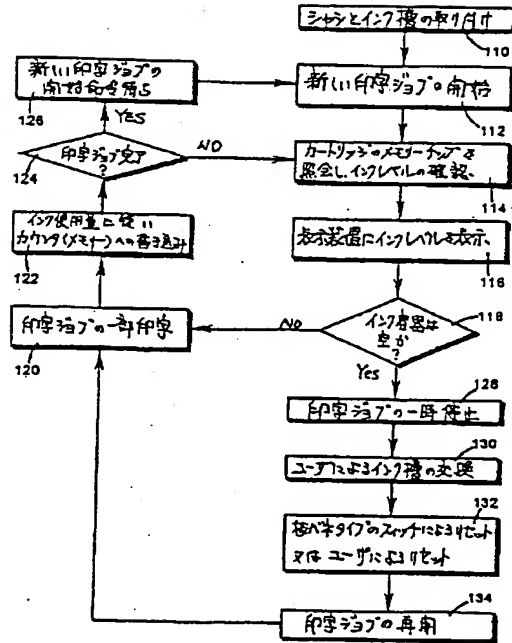 シャシとインク槽の取り付け
110
新しい印字ジョブの
開始命令待ち
126
新しい印字ジョブの開始
112
YES
印字ジョブ完了
?
124
NO
カートリッジのメモリーチップを
照会し、インクレベルの確認、
114
インク使用量に従い
カウンタ(メモリー)への書き込み
122
表示装置にインクレベルを表示、
116
印字ジョブの一部印字
120
NO
インク容器は
空か
?
118
Yes
印字ジョブの一時停止
128
ユーザによるインク槽の交換
130
132
板バネタイプのスイッチによるリセット
又は ユーザによるリセット
印字ジョブの再開
134